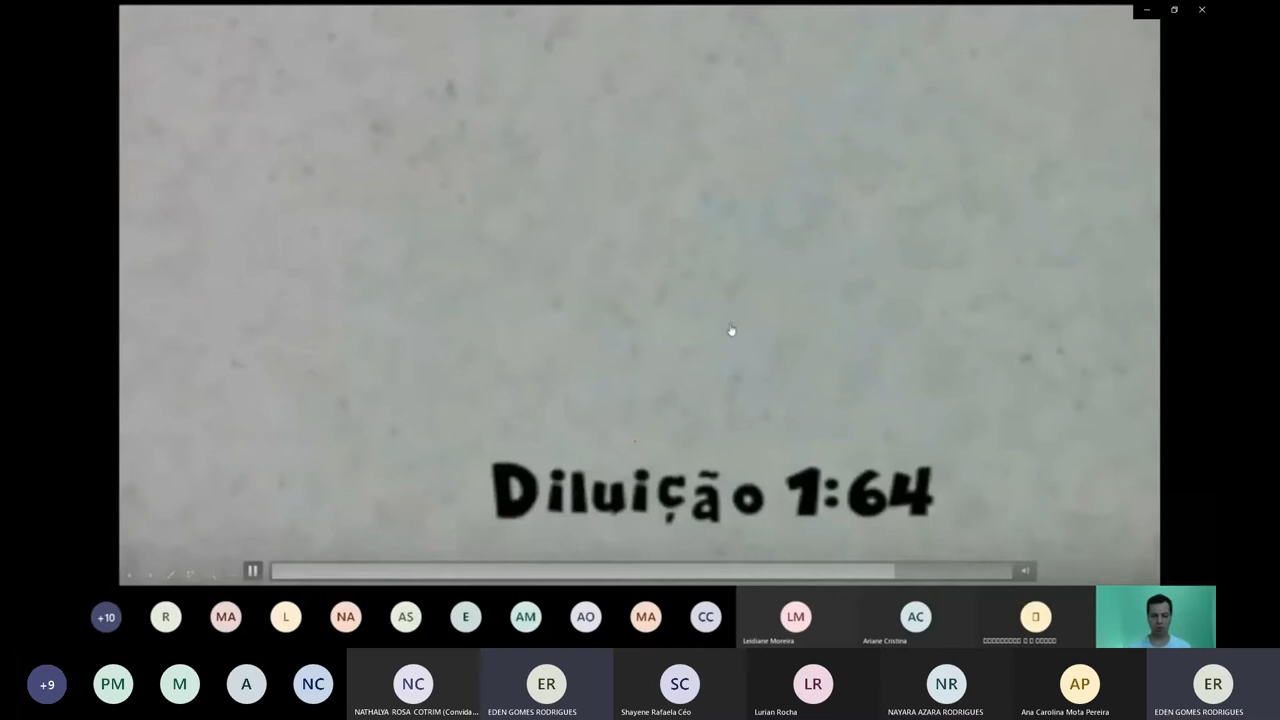 Diluição 1:64
+10
R
MA
L
NA
AS
E
AM
AO
MA
CC
LM
Leidiane Moreira
AC
Ariane Cristina
+9
PM
M
A
NC
NC
NATHALYA ROSA COTRIM (Convida...
ER
EDEN GOMES RODRIGUES
SC
Shayene Rafaela Céo
LR
Lurian Rocha
NR
NAYARA AZARA RODRIGUES
AP
Ana Carolina Mota Pereira
ER
EDEN GOMES RODRIGUES